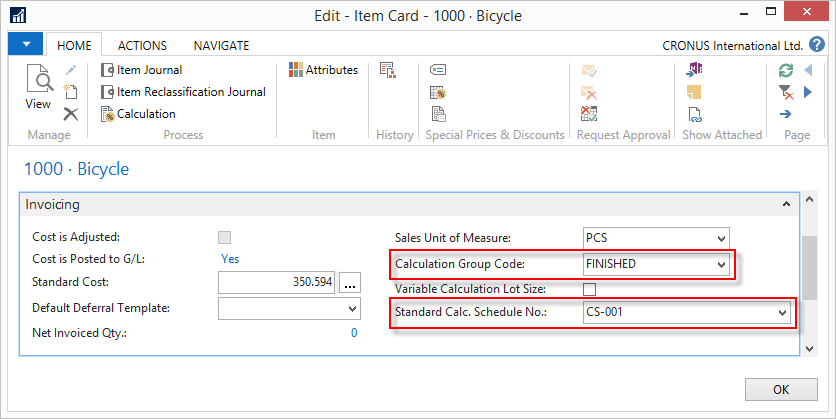 Edit - Item Card - 1000 · Bicycle
HOME ACTIONS NAVIGATE CRONUS International Ltd. ?
View
Manage
Item Journal
Item Reclassification Journal
Calculation
Process
Attributes
Item
History
Special Prices & Discounts
Request Approval
Show Attached
Page
1000 · Bicycle
Invoicing
Cost is Adjusted:
Cost is Posted to G/L: Yes
Standard Cost: 350.594 ...
Default Deferral Template:
Net Invoiced Qty.: 0
Sales Unit of Measure: PCS
Calculation Group Code: FINISHED
Variable Calculation Lot Size:
Standard Calc. Schedule No.: CS-001
OK